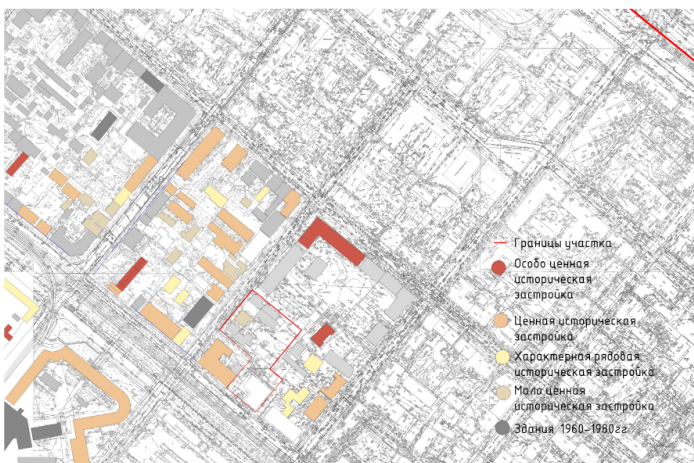 Границы участка
Особо ценная
историческая
застройка
Ценная историческая
застройка
Характерная рядовая
историческая застройка
Мало ценная
историческая застройка
Здания 1960-1980гг